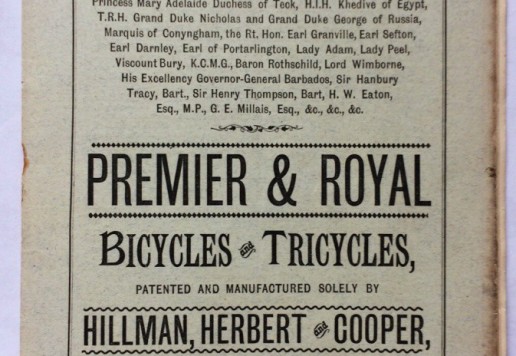 Princess Mary Adelaide Duchess of Teck, H.I.H. Khedive of Egypt,
T.R.H. Grand Duke Nicholas and Grand Duke George of Russia,
Marquis of Conyngham, the Rt. Hon. Earl Granville, Earl Sefton,
Earl Darnley, Earl of Portarlington, Lady Adam, Lady Peel,
Viscount Bury, K.C.M.G., Baron Rothschild, Lord Wimborne,
His Excellency Governor-General Barbados, Sir Hanbury
Tracy, Bart., Sir Henry Thompson, Bart, H. W. Eaton,
Esq., M.P., G. E. Millais, Esq., &c., &c., &c.
PREMIER & ROYAL
BICYCLES and TRICYCLES,
PATENTED AND MANUFACTURED SOLELY BY
HILLMAN, HERBERT and COOPER,